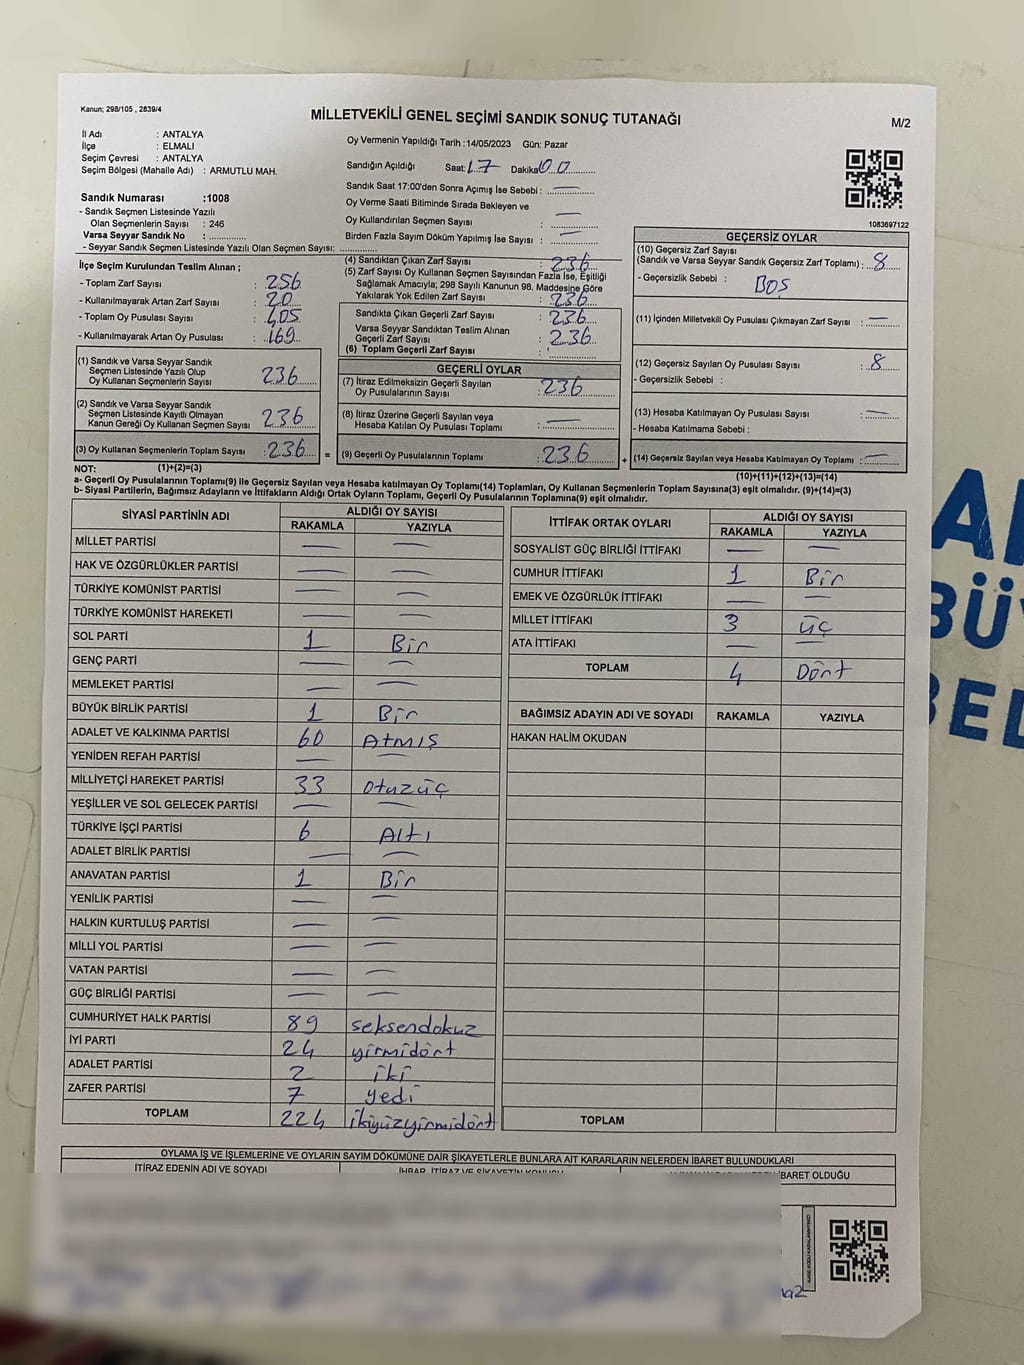 Kanun; 298/105 , 2839/4
MİLLETVEKİLİ GENEL SEÇİMİ SANDIK SONUÇ TUTANAĞI
M/2
İl Adı : ANTALYA
İlçe : ELMALI
Seçim Çevresi : ANTALYA
Seçim Bölgesi (Mahalle Adı) : ARMUTLU MAH.
Oy Vermenin Yapıldığı Tarih :14/05/2023 Gün: Pazar
Sandığın Açıldığı Saat: 17 Dakika 00
Sandık Saat 17:00'den Sonra Açımış İse Sebebi : —
Oy Verme Saati Bitiminde Sırada Bekleyen ve
Oy Kullandırılan Seçmen Sayısı : —
Birden Fazla Sayım Döküm Yapılmış İse Sayısı : —
1083697122
Sandık Numarası :1008
- Sandık Seçmen Listesinde Yazılı
Olan Seçmenlerin Sayısı : 246
Varsa Seyyar Sandık No :
- Seyyar Sandık Seçmen Listesinde Yazılı Olan Seçmen Sayısı:
İlçe Seçim Kurulundan Teslim Alınan ;
- Toplam Zarf Sayısı : 256
- Kullanılmayarak Artan Zarf Sayısı : 20
- Toplam Oy Pusulası Sayısı : 405
- Kullanılmayarak Artan Oy Pusulası : 169
(1) Sandık ve Varsa Seyyar Sandık
Seçmen Listesinde Yazılı Olup
Oy Kullanan Seçmenlerin Sayısı 236
(2) Sandık ve Varsa Seyyar Sandık
Seçmen Listesinde Kayıtlı Olmayan
Kanun Gereği Oy Kullanan Seçmen Sayısı 236
(3) Oy Kullanan Seçmenlerin Toplam Sayısı : 236 =
(4) Sandıktan Çıkan Zarf Sayısı : 236
(5) Zarf Sayısı Oy Kullanan Seçmen Sayısından Fazla İse, Eşitliği
Sağlamak Amacıyla; 298 Sayılı Kanunun 98. Maddesine Göre
Yakılarak Yok Edilen Zarf Sayısı : 236
Sandıkta Çıkan Geçerli Zarf Sayısı : 236
Varsa Seyyar Sandıktan Teslim Alınan
Geçerli Zarf Sayısı : 236
(6) Toplam Geçerli Zarf Sayısı :
GEÇERLİ OYLAR
(7) İtiraz Edilmeksizin Geçerli Sayılan
Oy Pusulalarının Sayısı : 236
(8) İtiraz Üzerine Geçerli Sayılan veya
Hesaba Katılan Oy Pusulası Toplamı : —
(9) Geçerli Oy Pusulalarının Toplamı : 236 +
GEÇERSİZ OYLAR
(10) Geçersiz Zarf Sayısı
(Sandık ve Varsa Seyyar Sandık Geçersiz Zarf Toplamı) : 8
- Geçersizlik Sebebi : BOŞ
(11) İçinden Milletvekili Oy Pusulası Çıkmayan Zarf Sayısı : —
(12) Geçersiz Sayılan Oy Pusulası Sayısı : 8
- Geçersizlik Sebebi :
(13) Hesaba Katılmayan Oy Pusulası Sayısı : —
- Hesaba Katılmama Sebebi :
(14) Geçersiz Sayılan veya Hesaba Katılmayan Oy Toplamı : —
NOT: (1)+(2)=(3) (10)+(11)+(12)+(13)=(14)
a- Geçerli Oy Pusulalarının Toplamı(9) ile Geçersiz Sayılan veya Hesaba katılmayan Oy Toplamı(14) Toplamları, Oy Kullanan Seçmenlerin Toplam Sayısına(3) eşit olmalıdır. (9)+(14)=(3)
b- Siyasi Partilerin, Bağımsız Adayların ve İttifakların Aldığı Ortak Oyların Toplamı, Geçerli Oy Pusulalarının Toplamına(9) eşit olmalıdır.
SİYASİ PARTİNİN ADI ALDIĞI OY SAYISI
RAKAMLA YAZIYLA
MİLLET PARTİSİ — —
HAK VE ÖZGÜRLÜKLER PARTİSİ — —
TÜRKİYE KOMÜNİST PARTİSİ — —
TÜRKİYE KOMÜNİST HAREKETİ — —
SOL PARTİ 1 Bir
GENÇ PARTİ — —
MEMLEKET PARTİSİ — —
BÜYÜK BİRLİK PARTİSİ 1 Bir
ADALET VE KALKINMA PARTİSİ 60 Atmış
YENİDEN REFAH PARTİSİ — —
MİLLİYETÇİ HAREKET PARTİSİ 33 otuzüç
YEŞİLLER VE SOL GELECEK PARTİSİ — —
TÜRKİYE İŞÇİ PARTİSİ 6 Altı
ADALET BİRLİK PARTİSİ — —
ANAVATAN PARTİSİ 1 Bir
YENİLİK PARTİSİ — —
HALKIN KURTULUŞ PARTİSİ — —
MİLLİ YOL PARTİSİ — —
VATAN PARTİSİ — —
GÜÇ BİRLİĞİ PARTİSİ — —
CUMHURİYET HALK PARTİSİ 89 seksendokuz
İYİ PARTİ 24 yirmidört
ADALET PARTİSİ 2 iki
ZAFER PARTİSİ 7 yedi
TOPLAM 224 ikiyüzyirmidört
İTTİFAK ORTAK OYLARI ALDIĞI OY SAYISI
RAKAMLA YAZIYLA
SOSYALİST GÜÇ BİRLİĞİ İTTİFAKI — —
CUMHUR İTTİFAKI 1 Bir
EMEK VE ÖZGÜRLÜK İTTİFAKI — —
MİLLET İTTİFAKI 3 üç
ATA İTTİFAKI — —
TOPLAM 4 Dört
BAĞIMSIZ ADAYIN ADI VE SOYADI RAKAMLA YAZIYLA
HAKAN HALİM OKUDAN
TOPLAM
OYLAMA İŞ VE İŞLEMLERİNE VE OYLARIN SAYIM DÖKÜMÜNE DAİR ŞİKAYETLERLE BUNLARA AİT KARARLARIN NELERDEN İBARET BULUNDUKLARI
İTİRAZ EDENİN ADI VE SOYADI İHBAR, İTİRAZ VE ŞİKAYETİN KONUSU İBARET OLDUĞU
BÜY
BEL